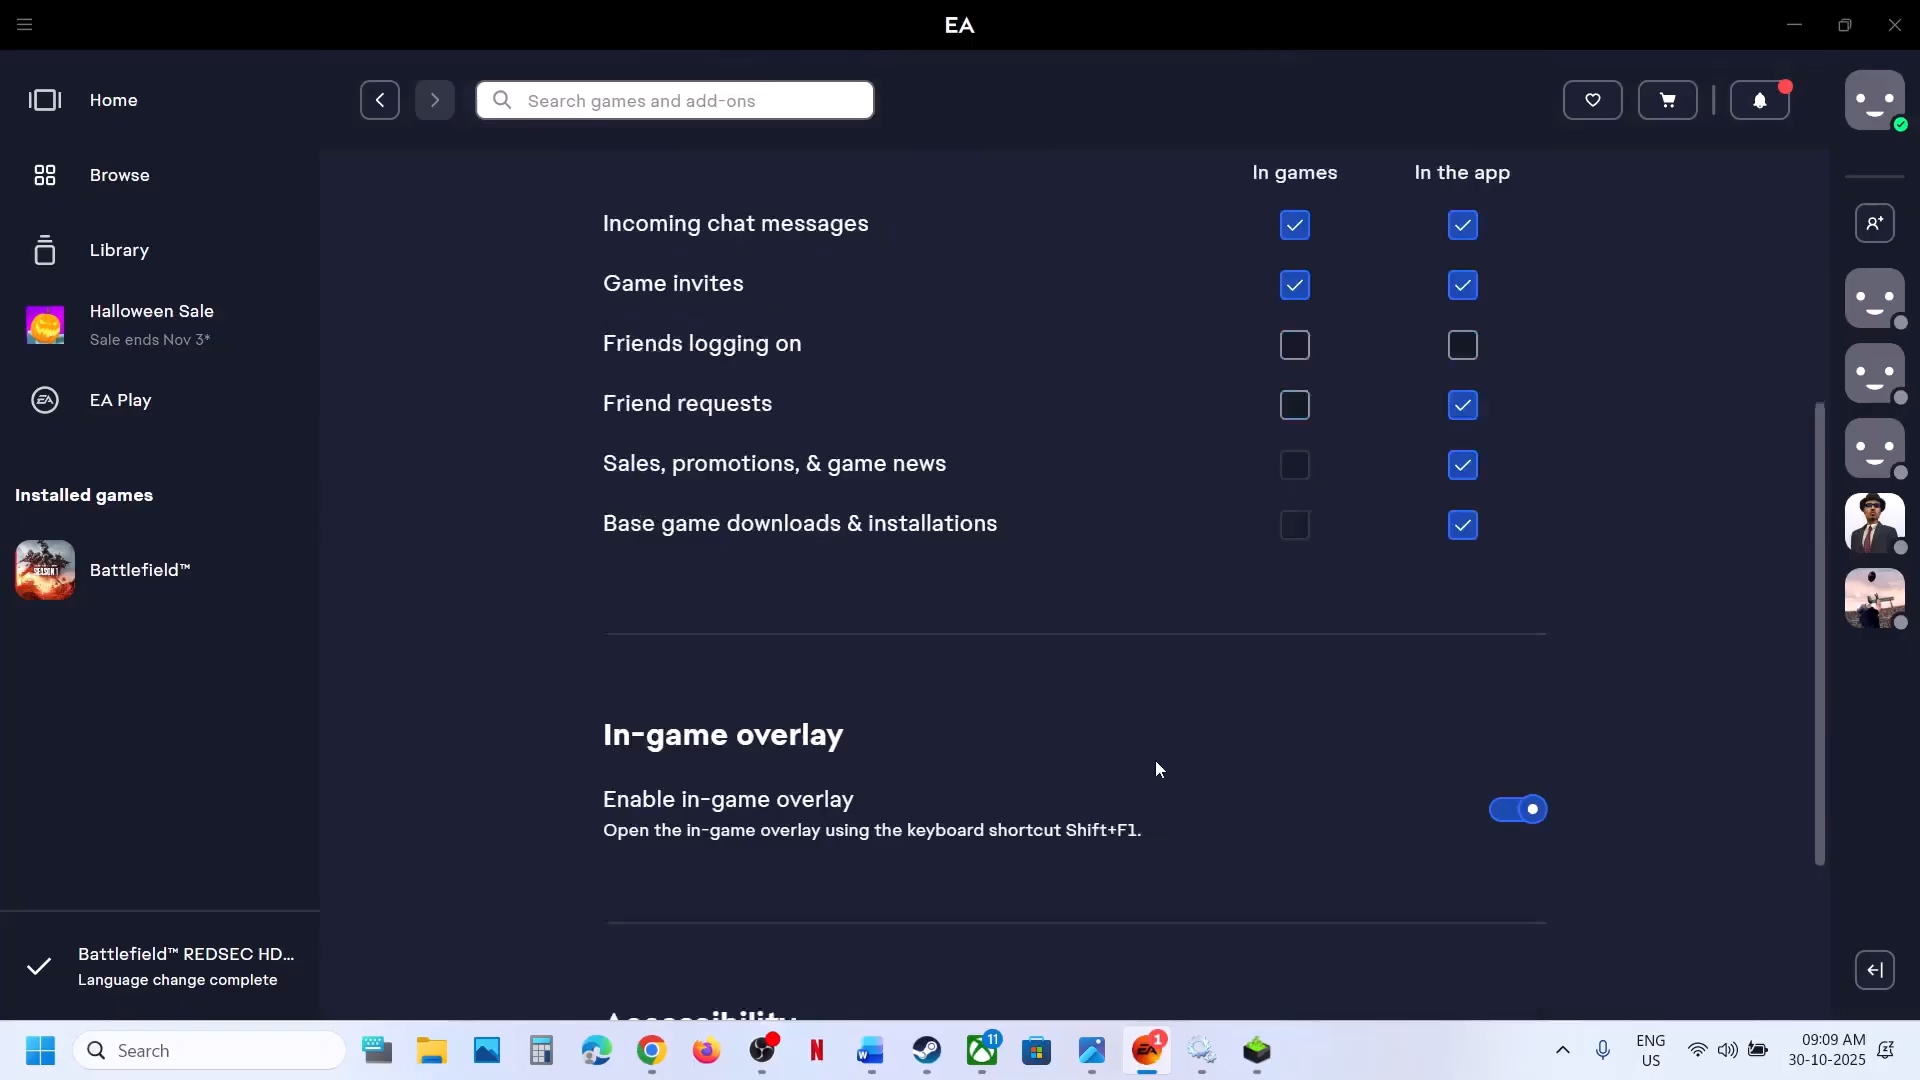 EA
Home
Search games and add-ons
Browse
In games
In the app
Incoming chat messages
Library
Game invites
Halloween Sale
Sale ends Nov 3*
Friends logging on
EA Play
Friend requests
Sales, promotions, & game news
Installed games
Base game downloads & installations
Battlefield™
In-game overlay
Enable in-game overlay
Open the in-game overlay using the keyboard shortcut Shift+F1.
Battlefield™ REDSEC HD...
Language change complete
Accessibility
Search
11
1
ENG
US
09:09 AM
30-10-2025